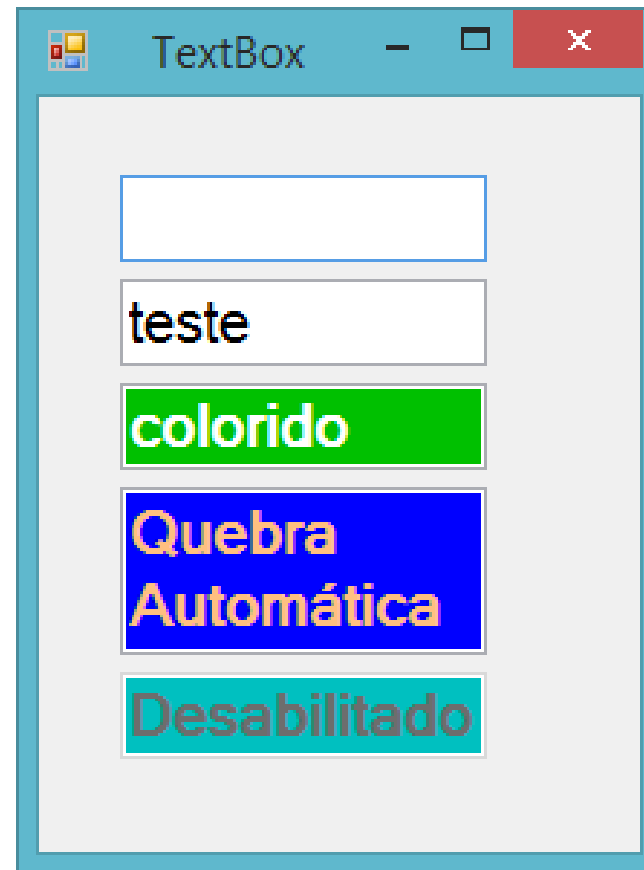 TextBox
teste
colorido
Quebra
Automática
Desabilitado